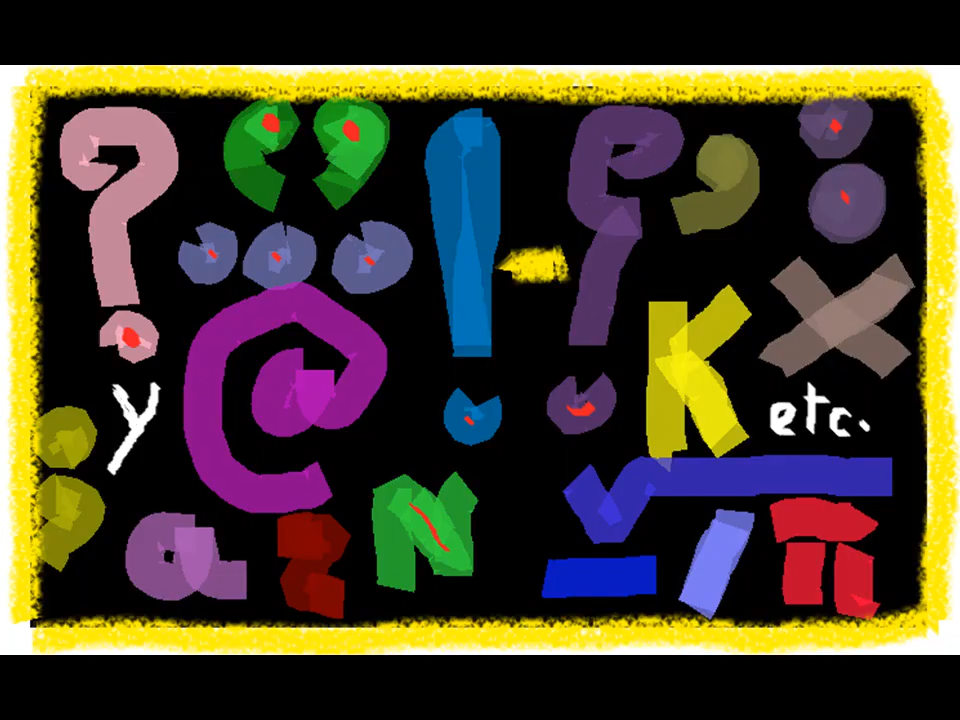 ? ” ! - ? , :
… @ K ×
; y etc.
a z N √ - / π